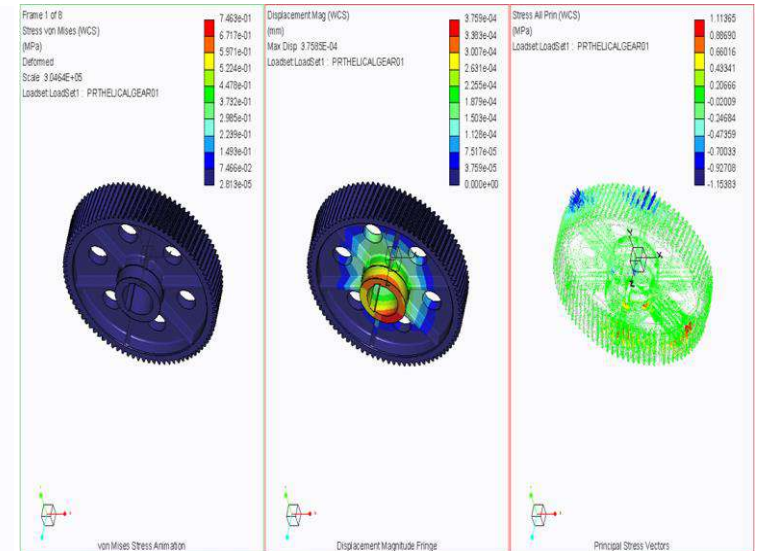 Frame 1 of 8
Stress von Mises (WCS)
(MPa)
Deformed
Scale 3.0464E+05
Loadset:LoadSet1 : PRTHELICALGEAR01
7.463e-01
6.717e-01
5.971e-01
5.224e-01
4.478e-01
3.732e-01
2.985e-01
2.239e-01
1.493e-01
7.466e-02
2.813e-05
von Mises Stress Animation
Displacement Mag (WCS)
(mm)
Max Disp 3.7585E-04
Loadset:LoadSet1 : PRTHELICALGEAR01
3.759e-04
3.383e-04
3.007e-04
2.631e-04
2.255e-04
1.879e-04
1.503e-04
1.128e-04
7.517e-05
3.759e-05
0.000e+00
Displacement Magnitude Fringe
Stress All Prin (WCS)
(MPa)
Loadset:LoadSet1 : PRTHELICALGEAR01
1.11365
0.88690
0.66016
0.43341
0.20666
-0.02009
-0.24684
-0.47359
-0.70033
-0.92708
-1.15383
Y
X
Z
Principal Stress Vectors